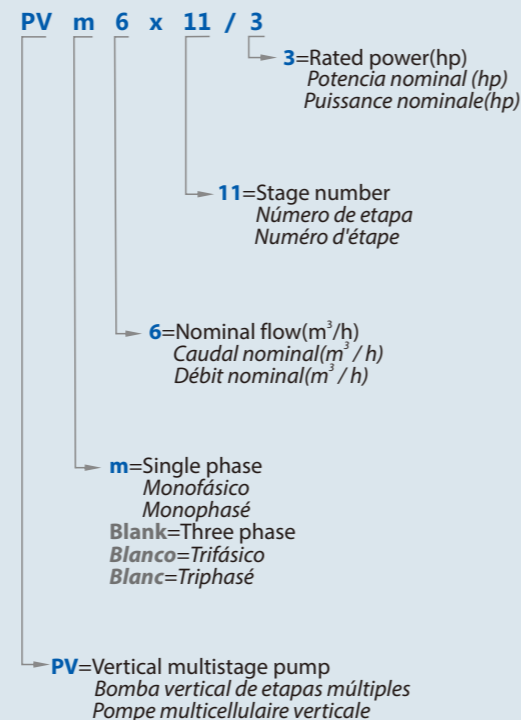 PV m 6 x 11 / 3
3=Rated power(hp)
Potencia nominal (hp)
Puissance nominale(hp)
11=Stage number
Número de etapa
Numéro d'étape
6=Nominal flow(m³/h)
Caudal nominal(m³ / h)
Débit nominal(m³ / h)
m=Single phase
Monofásico
Monophasé
Blank=Three phase
Blanco=Trifásico
Blanc=Triphasé
PV=Vertical multistage pump
Bomba vertical de etapas múltiples
Pompe multicellulaire verticale